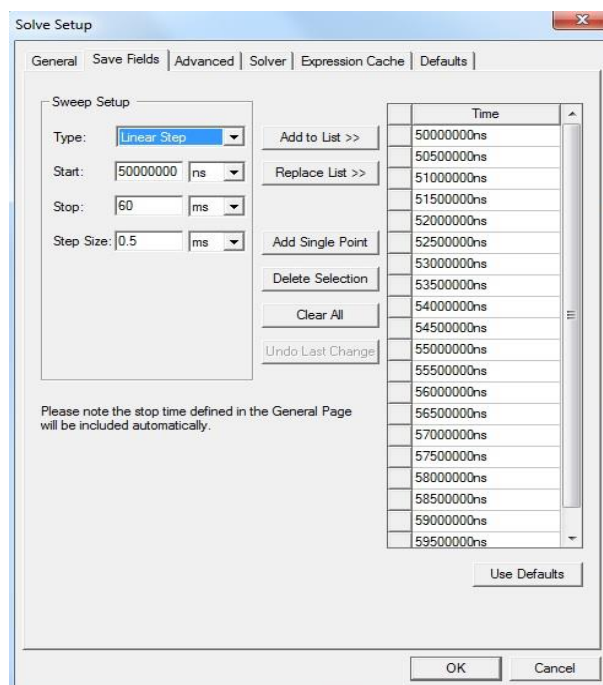 Solve Setup
General Save Fields Advanced Solver Expression Cache Defaults
Sweep Setup
Type: Linear Step
Start: 50000000 ns
Stop: 60 ms
Step Size: 0.5 ms
Add to List >>
Replace List >>
Add Single Point
Delete Selection
Clear All
Undo Last Change
Please note the stop time defined in the General Page
will be included automatically.
Time
50000000ns
50500000ns
51000000ns
51500000ns
52000000ns
52500000ns
53000000ns
53500000ns
54000000ns
54500000ns
55000000ns
55500000ns
56000000ns
56500000ns
57000000ns
57500000ns
58000000ns
58500000ns
59000000ns
59500000ns
Use Defaults
OK Cancel